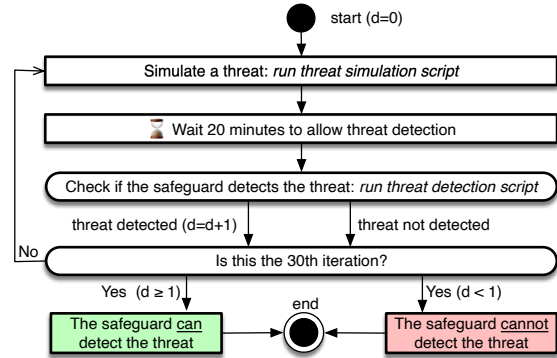 start (d=0)
Simulate a threat: run threat simulation script
⌛ Wait 20 minutes to allow threat detection
Check if the safeguard detects the threat: run threat detection script
threat detected (d=d+1)
threat not detected
No
Is this the 30th iteration?
Yes (d ≥ 1)
end
Yes (d < 1)
The safeguard can
detect the threat
The safeguard cannot
detect the threat